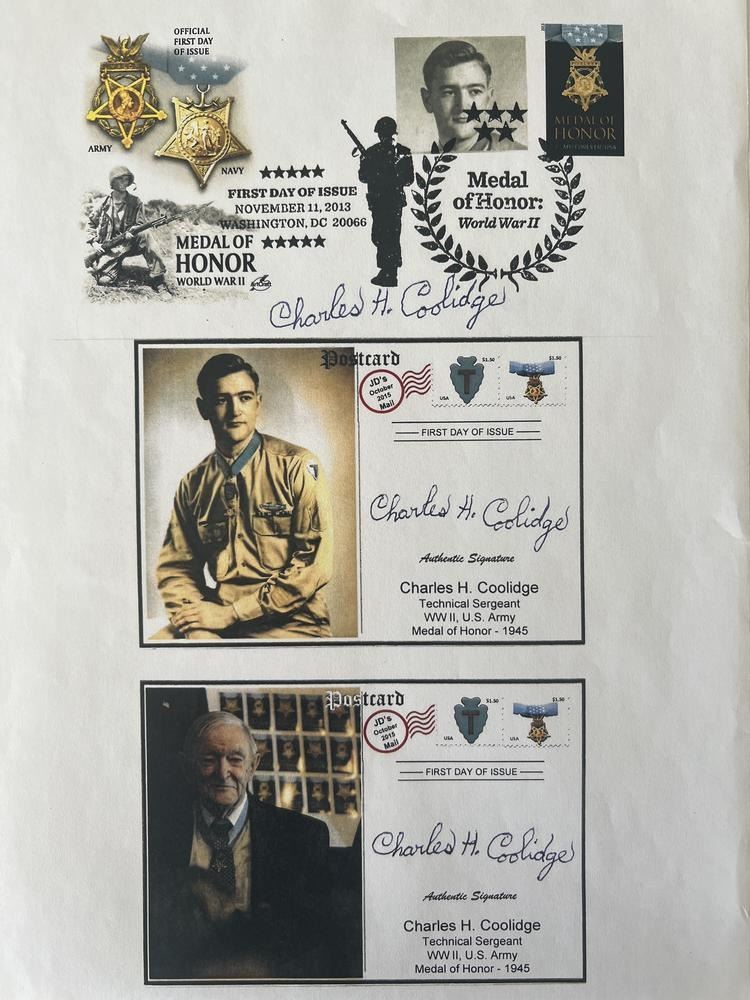 OFFICIAL
FIRST DAY
OF ISSUE
ARMY
NAVY
FIRST DAY OF ISSUE
NOVEMBER 11, 2013
WASHINGTON, DC 20066
MEDAL OF
HONOR
WORLD WAR II
ArtCraft
2013
MEDAL OF
HONOR
Medal
of Honor:
World War II
Charles H. Coolidge
Postcard
JD's
October
2015
Mail
$1.50
USA
T
$1.50
USA
FIRST DAY OF ISSUE
Charles H. Coolidge
Authentic Signature
Charles H. Coolidge
Technical Sergeant
WW II, U.S. Army
Medal of Honor - 1945
Postcard
JD's
October
2015
Mail
$1.50
USA
T
$1.50
USA
FIRST DAY OF ISSUE
Charles H. Coolidge
Authentic Signature
Charles H. Coolidge
Technical Sergeant
WW II, U.S. Army
Medal of Honor - 1945